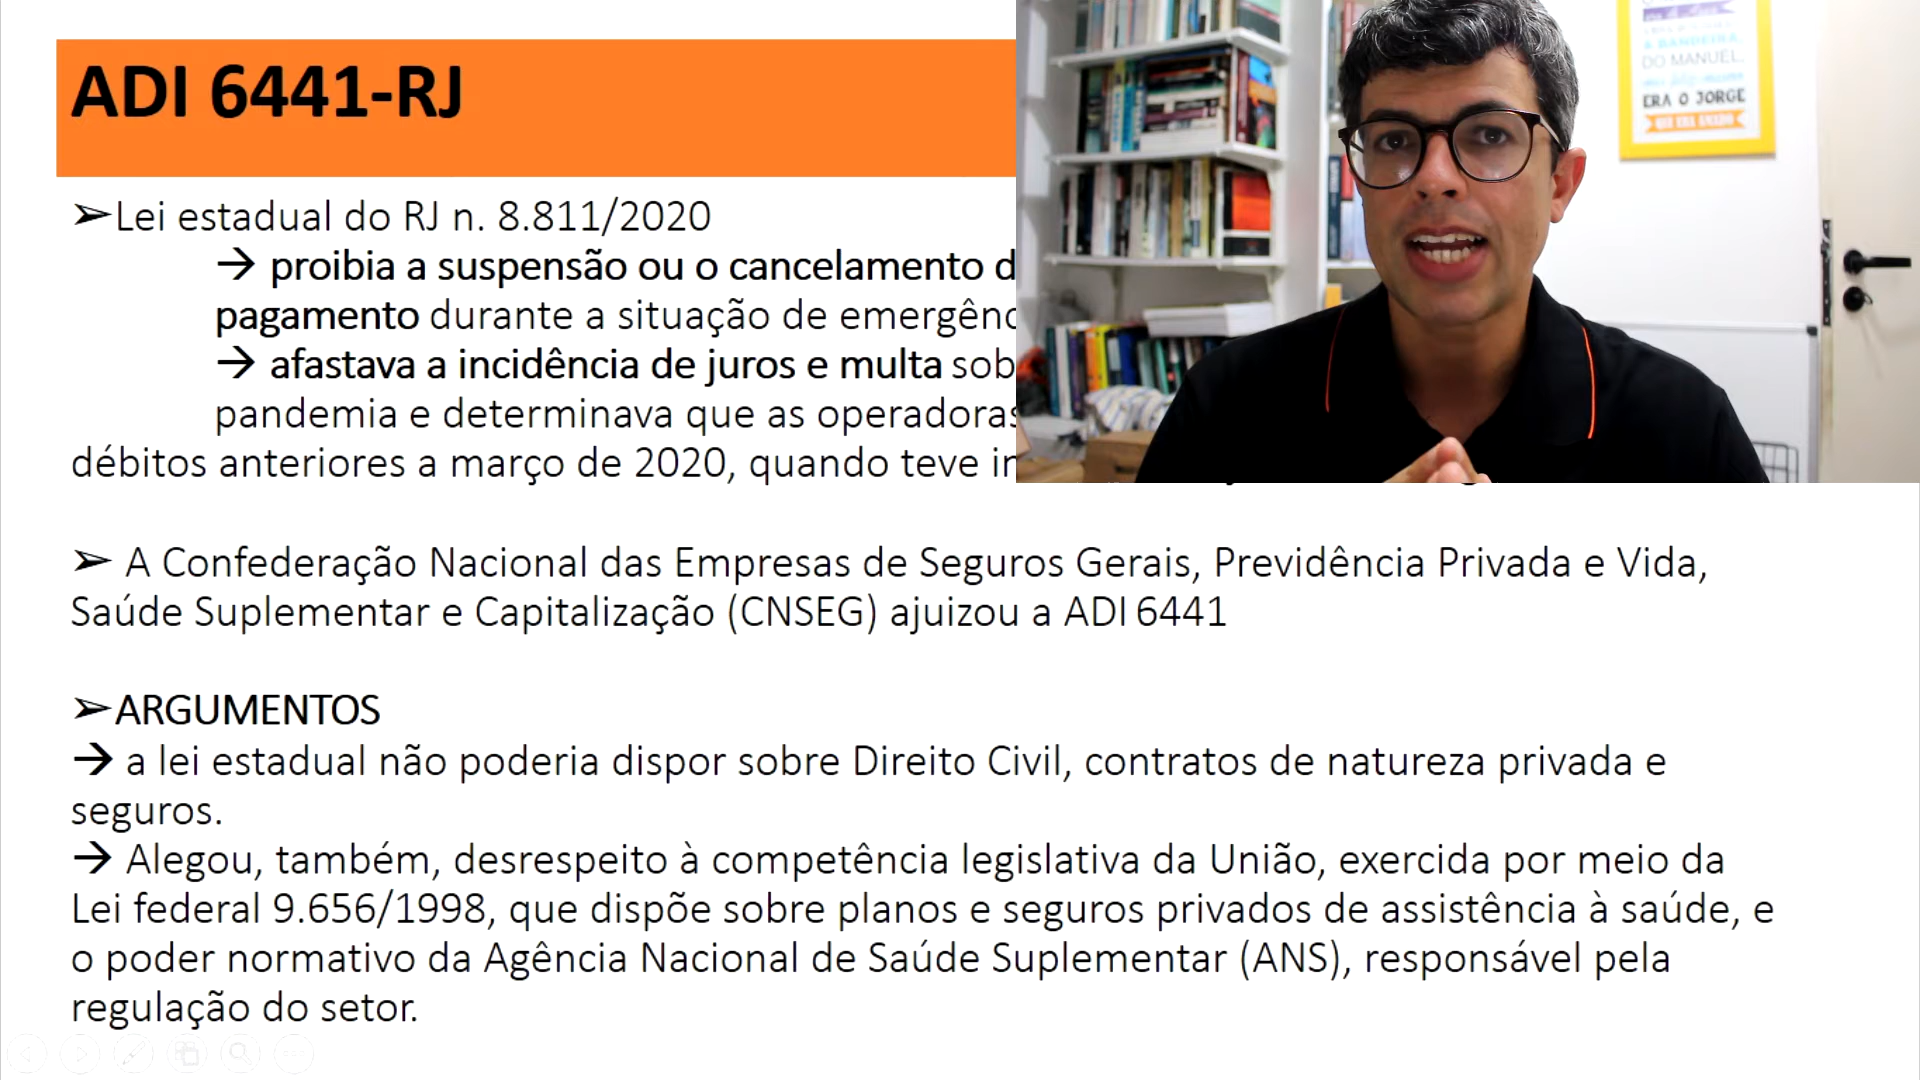 ADI 6441-RJ
➢Lei estadual do RJ n. 8.811/2020
→ proibia a suspensão ou o cancelamento d
pagamento durante a situação de emergênc
→ afastava a incidência de juros e multa sob
pandemia e determinava que as operadoras
débitos anteriores a março de 2020, quando teve in
➢ A Confederação Nacional das Empresas de Seguros Gerais, Previdência Privada e Vida,
Saúde Suplementar e Capitalização (CNSEG) ajuizou a ADI 6441
➢ARGUMENTOS
→ a lei estadual não poderia dispor sobre Direito Civil, contratos de natureza privada e
seguros.
→ Alegou, também, desrespeito à competência legislativa da União, exercida por meio da
Lei federal 9.656/1998, que dispõe sobre planos e seguros privados de assistência à saúde, e
o poder normativo da Agência Nacional de Saúde Suplementar (ANS), responsável pela
regulação do setor.
A BANDEIRA,
DO MANUEL,
ERA O JORGE
QUE ERA AMADO